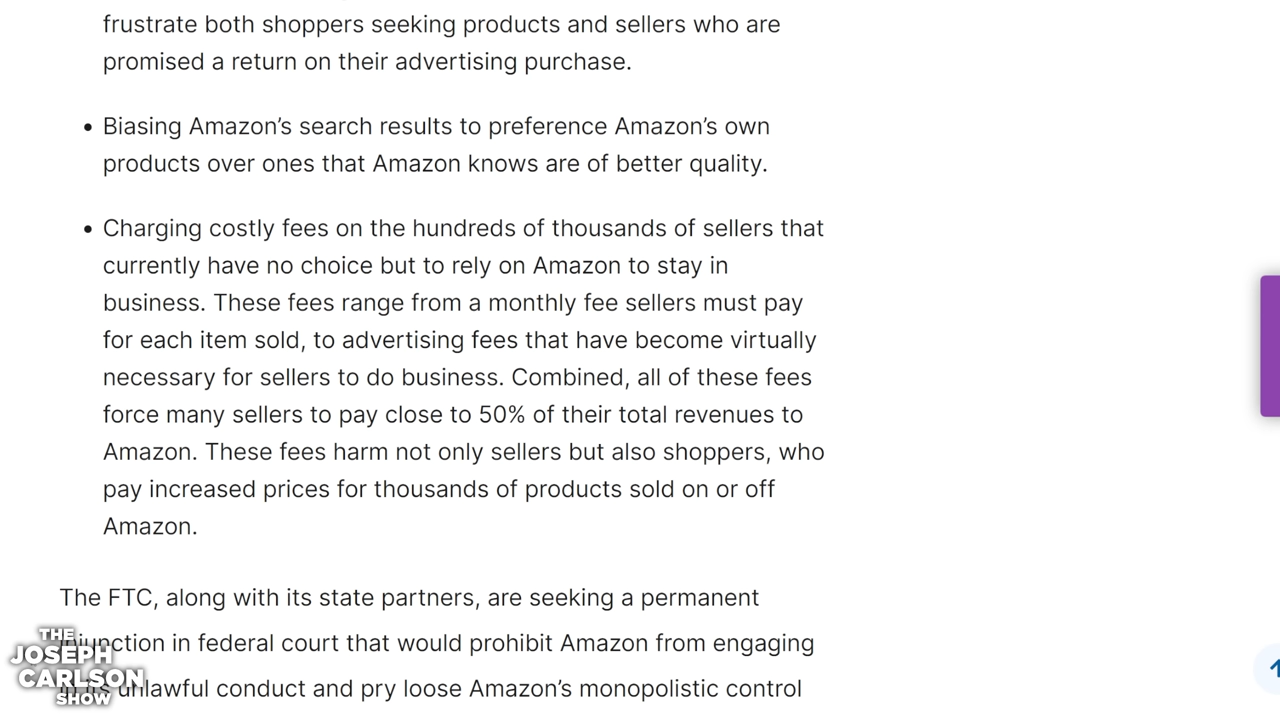 frustrate both shoppers seeking products and sellers who are
promised a return on their advertising purchase.
• Biasing Amazon’s search results to preference Amazon’s own
products over ones that Amazon knows are of better quality.
• Charging costly fees on the hundreds of thousands of sellers that
currently have no choice but to rely on Amazon to stay in
business. These fees range from a monthly fee sellers must pay
for each item sold, to advertising fees that have become virtually
necessary for sellers to do business. Combined, all of these fees
force many sellers to pay close to 50% of their total revenues to
Amazon. These fees harm not only sellers but also shoppers, who
pay increased prices for thousands of products sold on or off
Amazon.
The FTC, along with its state partners, are seeking a permanent
injunction in federal court that would prohibit Amazon from engaging
in its unlawful conduct and pry loose Amazon’s monopolistic control
THE
JOSEPH
CARLSON
SHOW